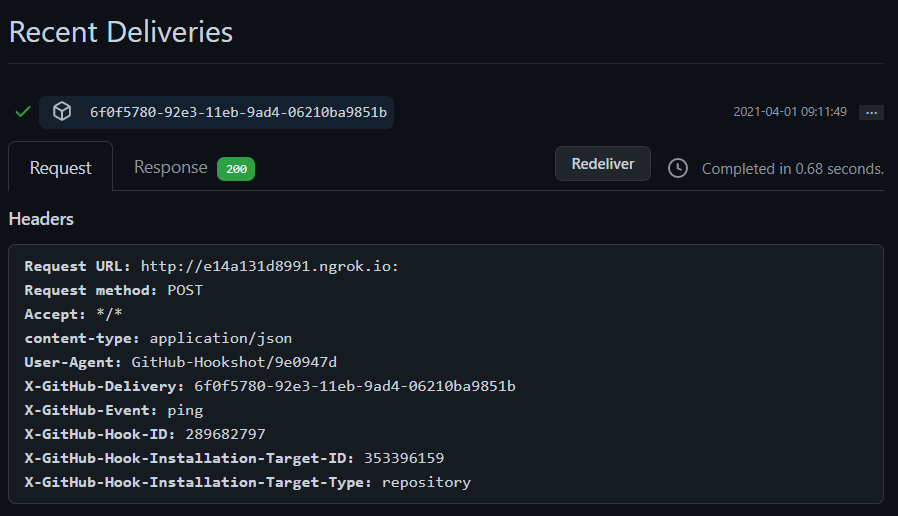 Recent Deliveries
6f0f5780-92e3-11eb-9ad4-06210ba9851b 2021-04-01 09:11:49 ...
Request Response 200 Redeliver Completed in 0.68 seconds.
Headers
Request URL: http://e14a131d8991.ngrok.io:
Request method: POST
Accept: */*
content-type: application/json
User-Agent: GitHub-Hookshot/9e0947d
X-GitHub-Delivery: 6f0f5780-92e3-11eb-9ad4-06210ba9851b
X-GitHub-Event: ping
X-GitHub-Hook-ID: 289682797
X-GitHub-Hook-Installation-Target-ID: 353396159
X-GitHub-Hook-Installation-Target-Type: repository